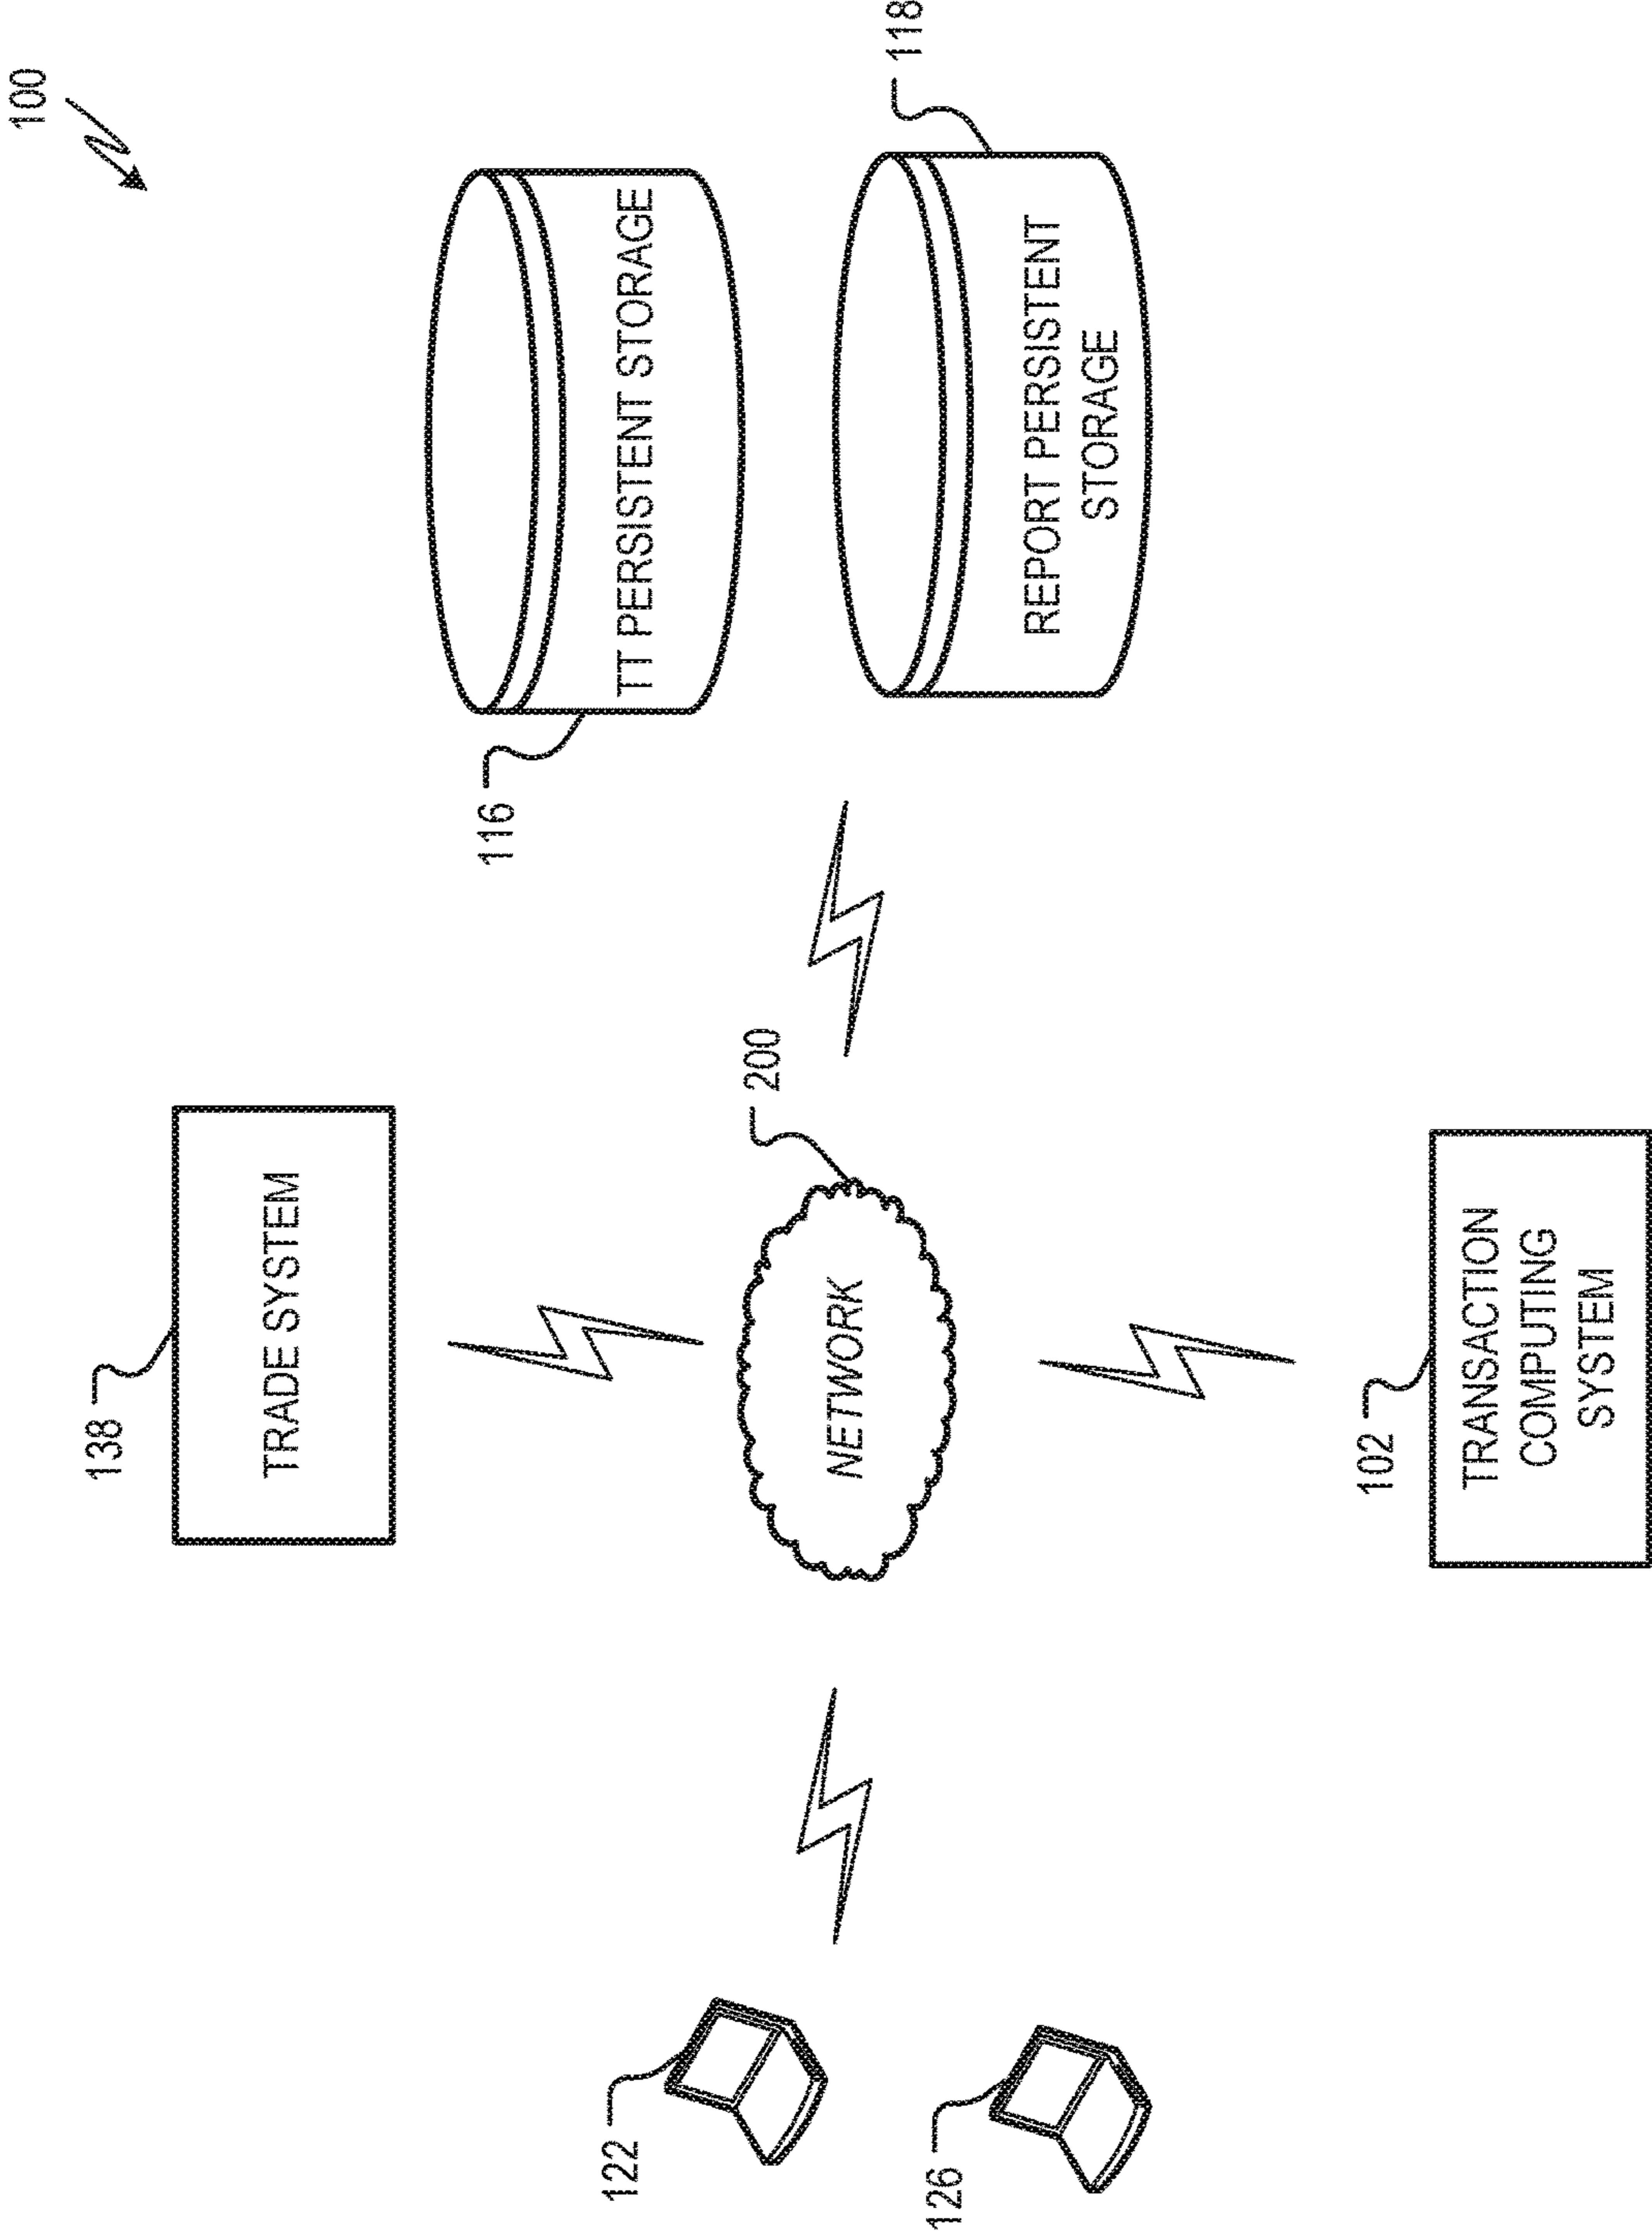 100
138
TRADE SYSTEM
116
TT PERSISTENT STORAGE
122
200
NETWORK
126
118
REPORT PERSISTENT
STORAGE
102
TRANSACTION
COMPUTING
SYSTEM